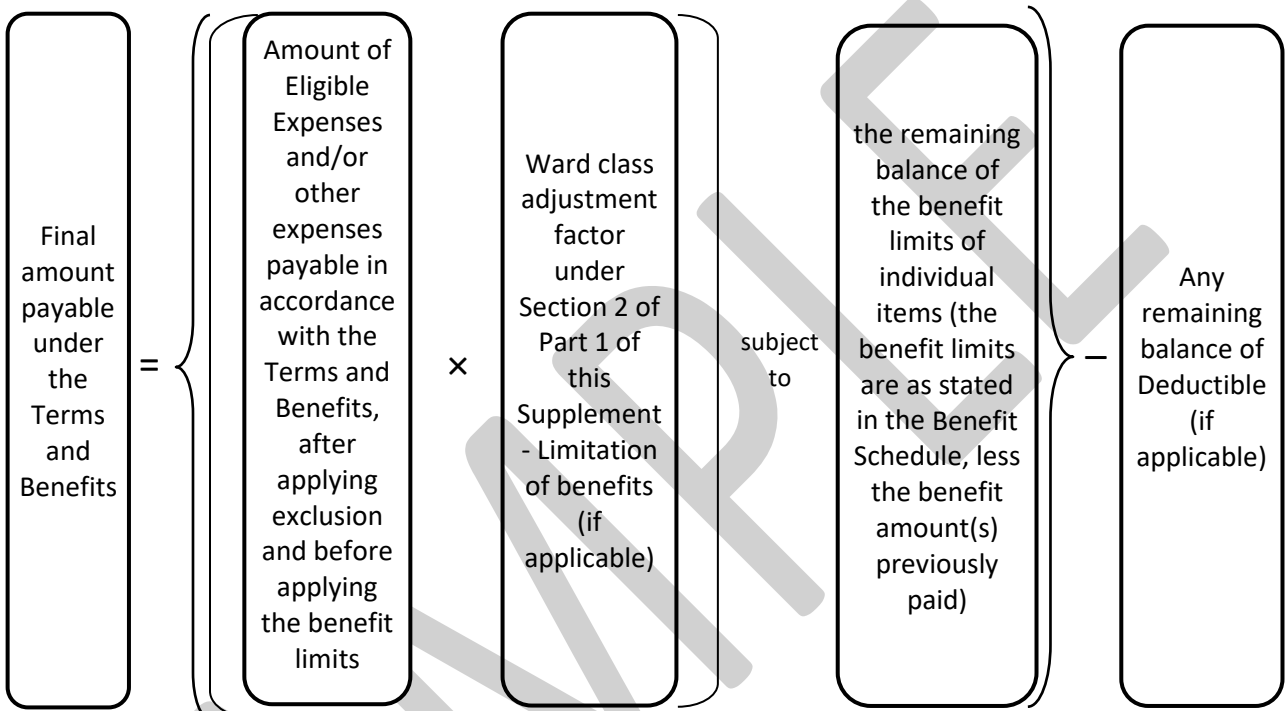 Final
amount
payable
under
the
Terms
and
Benefits
=
Amount of
Eligible
Expenses
and/or
other
expenses
payable in
accordance
with the
Terms and
Benefits,
after
applying
exclusion
and before
applying
the benefit
limits
×
Ward class
adjustment
factor
under
Section 2 of
Part 1 of
this
Supplement
- Limitation
of benefits
(if
applicable)
subject
to
the remaining
balance of
the benefit
limits of
individual
items (the
benefit limits
are as stated
in the Benefit
Schedule, less
the benefit
amount(s)
previously
paid)
–
Any
remaining
balance of
Deductible
(if
applicable)
MPLE